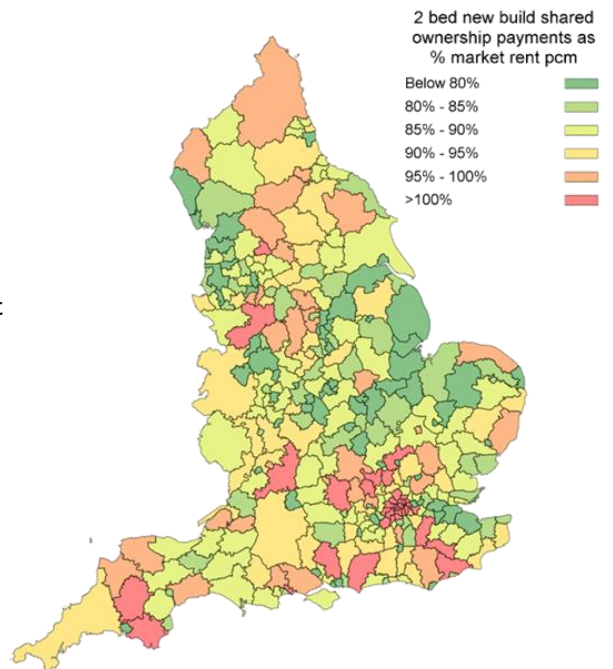 2 bed new build shared
ownership payments as
% market rent pcm
Below 80%
80% - 85%
85% - 90%
90% - 95%
95% - 100%
>100%
t